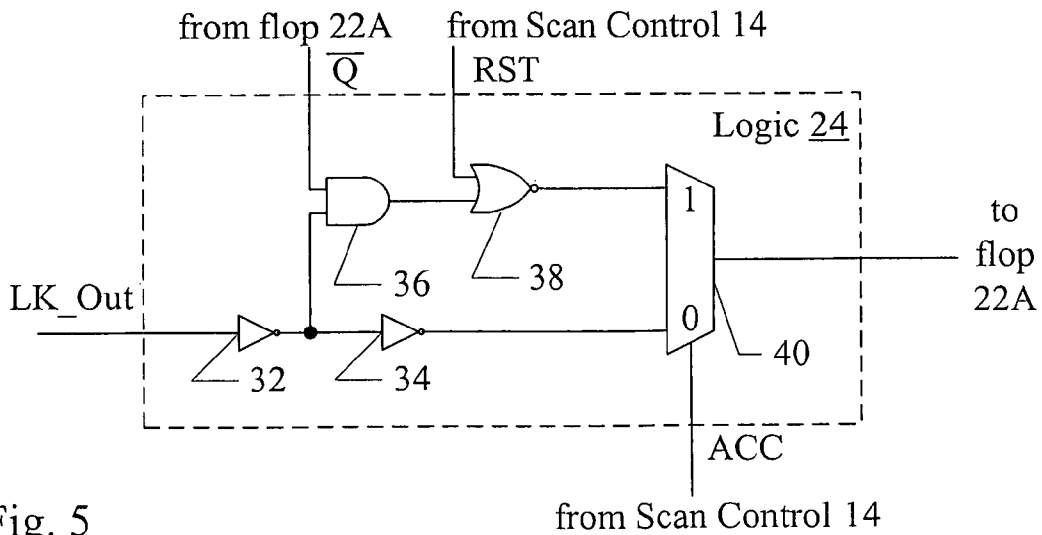 from flop 22A
from Scan Control 14
Q
RST
Logic 24
1
to
flop
22A
36
38
LK_Out
0
40
32
34
ACC
from Scan Control 14
Fig. 5